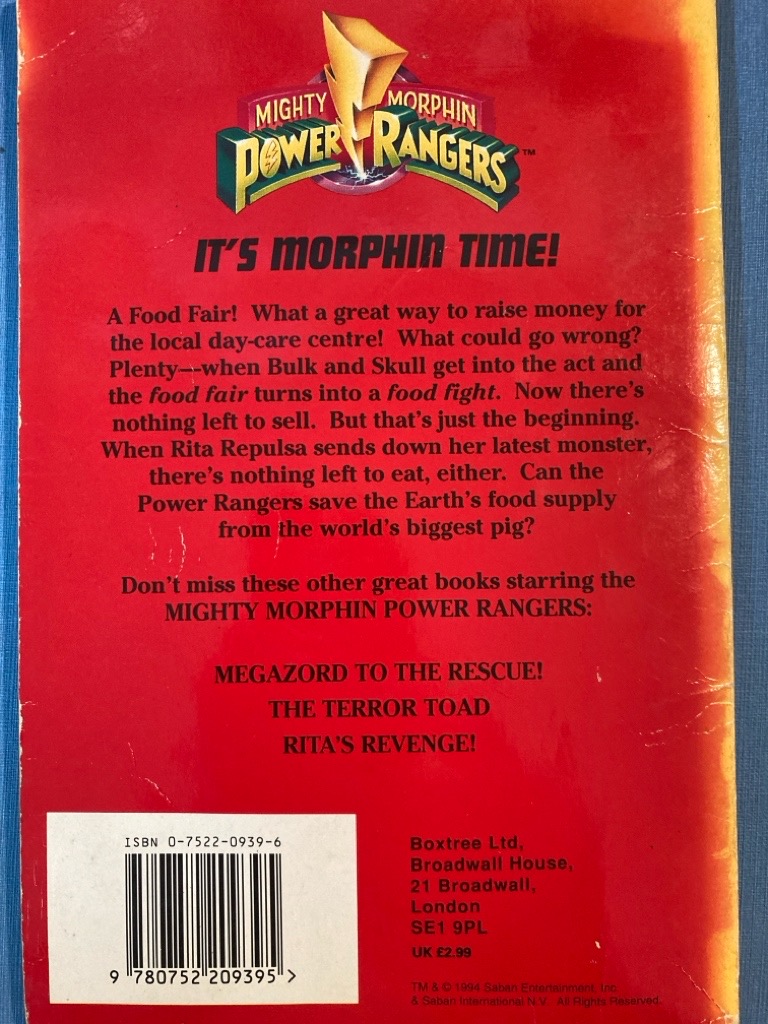 MIGHTY MORPHIN
POWER RANGERS™
IT'S MORPHIN TIME!
A Food Fair! What a great way to raise money for
the local day-care centre! What could go wrong?
Plenty—when Bulk and Skull get into the act and
the food fair turns into a food fight. Now there's
nothing left to sell. But that's just the beginning.
When Rita Repulsa sends down her latest monster,
there's nothing left to eat, either. Can the
Power Rangers save the Earth's food supply
from the world's biggest pig?
Don't miss these other great books starring the
MIGHTY MORPHIN POWER RANGERS:
MEGAZORD TO THE RESCUE!
THE TERROR TOAD
RITA'S REVENGE!
ISBN 0-7522-0939-6
9 780752 209395 >
Boxtree Ltd,
Broadwall House,
21 Broadwall,
London
SE1 9PL
UK £2.99
TM & © 1994 Saban Entertainment, Inc.
& Saban International N.V. All Rights Reserved.